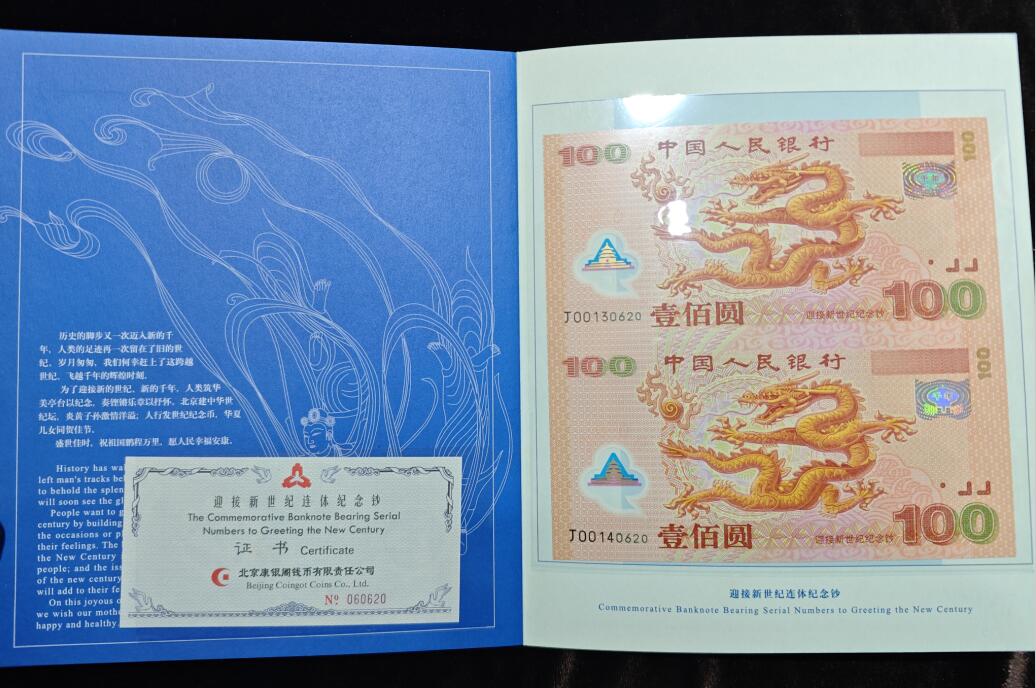 历史的脚步又一次迈入新的千
年，人类的足迹再一次留在了旧的世
纪。岁月匆匆，我们何幸赶上了这跨越
世纪、飞越千年的辉煌时刻。
为了迎接新的世纪、新的千年，人类筑华
美亭台以纪念，奏铿锵乐章以抒怀。北京建中华世
纪坛，炎黄子孙激情洋溢；人行发世纪纪念币，华夏
儿女同贺佳节。
盛世佳时，祝祖国鹏程万里，愿人民幸福安康。
History has wa
left man's tracks be
to behold the splen
will soon see the gl
People want to g
century by building
the occasions or p
their feelings. The
the New Century
people; and the iss
of the new century
will add to their fe
On this joyous o
we wish our moth
happy and healthy.
迎接新世纪连体纪念钞
The Commemorative Banknote Bearing Serial
Numbers to Greeting the New Century
证 书 Certificate
北京康银阁钱币有限责任公司
Beijing Coingot Coins Co., Ltd.
№ 060620
100 中国人民银行
100
J00130620 壹佰圆
迎接新世纪纪念钞 100
100 中国人民银行
100
J00140620 壹佰圆
迎接新世纪纪念钞 100
迎接新世纪连体纪念钞
Commemorative Banknote Bearing Serial Numbers to Greeting the New Century